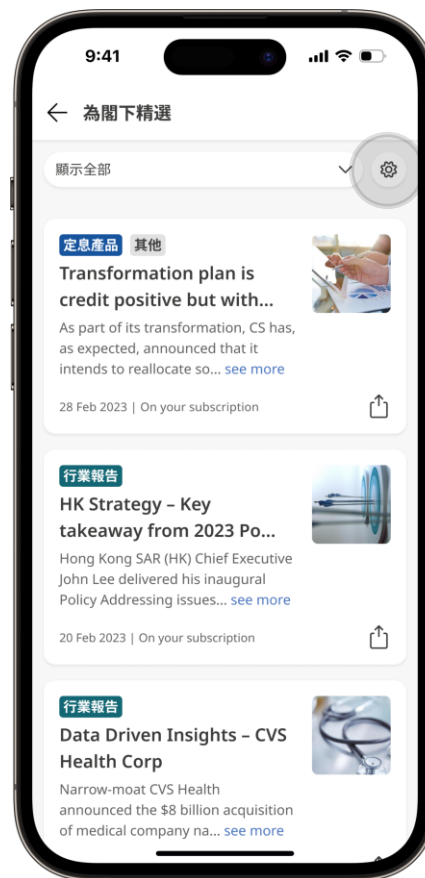 9:41
為閣下精選
顯示全部
定息產品 其他
Transformation plan is
credit positive but with...
As part of its transformation, CS has,
as expected, announced that it
intends to reallocate so... see more
28 Feb 2023 | On your subscription
行業報告
HK Strategy – Key
takeaway from 2023 Po...
Hong Kong SAR (HK) Chief Executive
John Lee delivered his inaugural
Policy Addressing issues... see more
20 Feb 2023 | On your subscription
行業報告
Data Driven Insights – CVS
Health Corp
Narrow-moat CVS Health
announced the $8 billion acquisition
of medical company na... see more